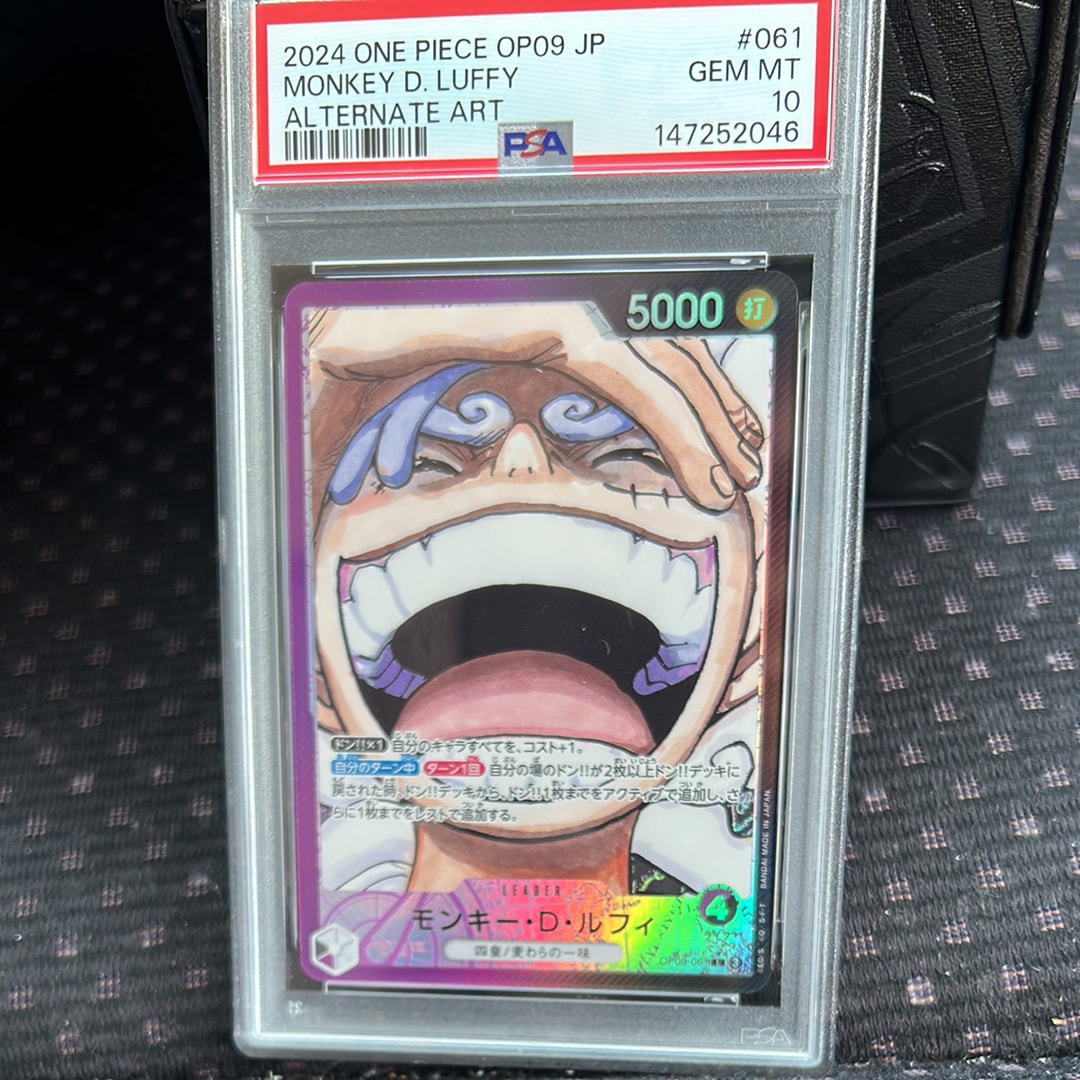 2024 ONE PIECE OP09 JP #061
MONKEY D. LUFFY GEM MT
ALTERNATE ART 10
PSA 147252046
5000 打
ドン!!×1 自分のキャラすべてを、コスト+1。
自分のターン中 ターン1回 自分の場のドン!!が2枚以上ドン!!デッキに
戻された時、ドン!!デッキから、ドン!!1枚までをアクティブで追加し、さ
らに1枚までをレストで追加する。
BANDAI MADE IN JAPAN
LEADER
モンキー・D・ルフィ
4
四皇/麦わらの一味
OP09-061
PSA